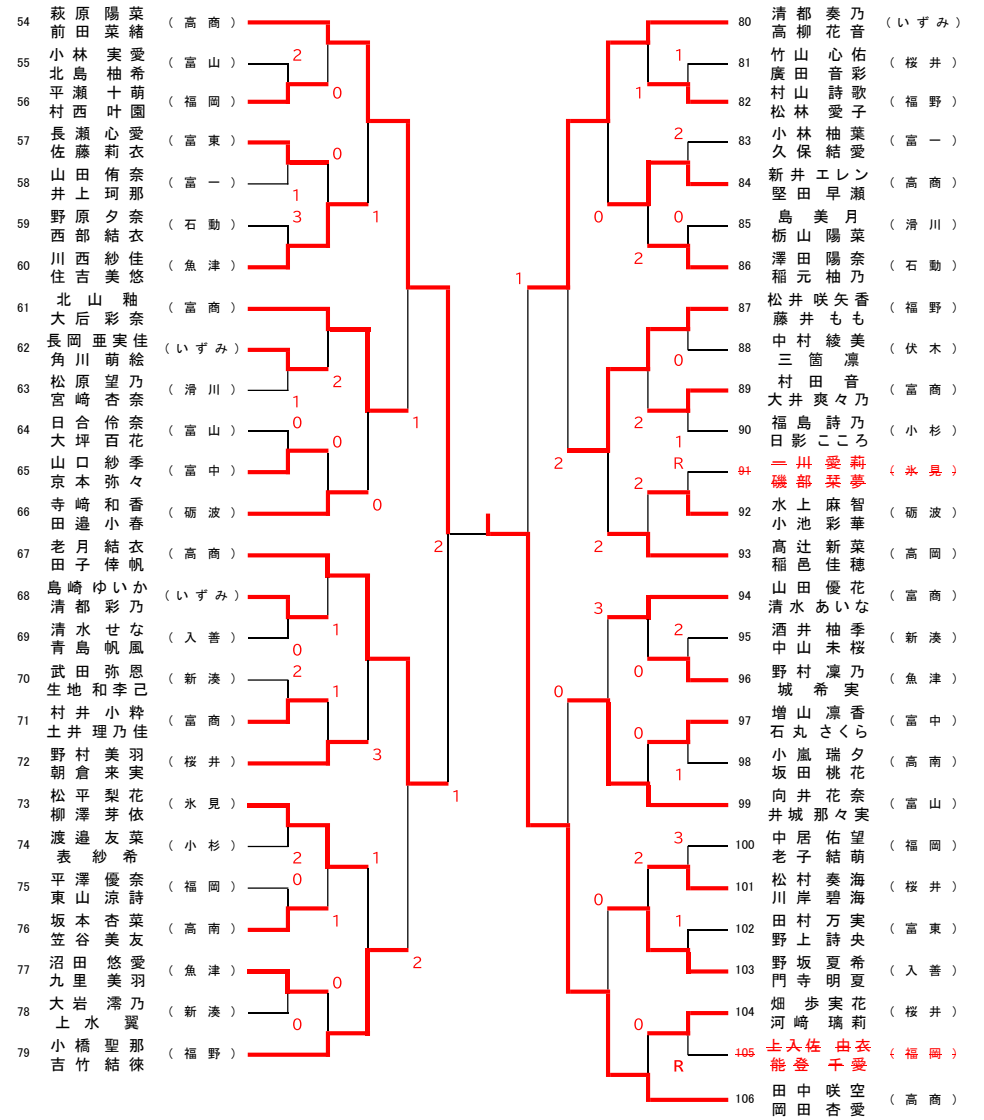 54 萩原陽菜 前田菜緒 （高商）
55 小林実愛 北島柚希 （富山）
56 平瀬十萌 村西叶園 （福岡）
57 長瀬心愛 佐藤莉衣 （富東）
58 山田侑奈 井上珂那 （富一）
59 野原夕奈 西部結衣 （石動）
60 川西紗佳 住吉美悠 （魚津）
61 北山釉 大后彩奈 （富商）
62 長岡亜実佳 角川萌絵 （いずみ）
63 松原望乃 宮﨑杏奈 （滑川）
64 日合伶奈 大坪百花 （富山）
65 山口紗季 京本弥々 （富中）
66 寺﨑和香 田邉小春 （砺波）
67 老月結衣 田子倖帆 （高商）
68 島崎ゆいか 清都彩乃 （いずみ）
69 清水せな 青島帆風 （入善）
70 武田弥恩 生地和李己 （新湊）
71 村井小粋 土井理乃佳 （富商）
72 野村美羽 朝倉来実 （桜井）
73 松平梨花 柳澤芽依 （氷見）
74 渡邉友菜 表紗希 （小杉）
75 平澤優奈 東山涼詩 （福岡）
76 坂本杏菜 笠谷美友 （高南）
77 沼田悠愛 九里美羽 （魚津）
78 大岩澪乃 上水翼 （新湊）
79 小橋聖那 吉竹結徠 （福野）
2
0
0
1
3
1
2
1
0
0
0
1
1
0
2
1
3
2
0
1
1
0
0
2
2
1
80 清都奏乃 高柳花音 （いずみ）
81 竹山心佑 廣田音彩 （桜井）
82 村山詩歌 松林愛子 （福野）
83 小林柚葉 久保結愛 （富一）
84 新井エレン 堅田早瀬 （高商）
85 島美月 栃山陽菜 （滑川）
86 澤田陽奈 稲元柚乃 （石動）
87 松井咲矢香 藤井もも （福野）
88 中村綾美 三箇凛 （伏木）
89 村田音 大井爽々乃 （富商）
90 福島詩乃 日影こころ （小杉）
91 一川愛莉 磯部栞夢 （氷見）
92 水上麻智 小池彩華 （砺波）
93 髙辻新菜 稲邑佳穂 （高岡）
94 山田優花 清水あいな （富商）
95 酒井柚季 中山未桜 （新湊）
96 野村凜乃 城希実 （魚津）
97 増山凛香 石丸さくら （富中）
98 小嵐瑞夕 坂田桃花 （高南）
99 向井花奈 井城那々実 （富山）
100 中居佑望 老子結萌 （福岡）
101 松村奏海 川岸碧海 （桜井）
102 田村万実 野上詩央 （富東）
103 野坂夏希 門寺明夏 （入善）
104 畑歩実花 河﨑璃莉 （桜井）
105 上入佐由衣 能登千愛 （福岡）
106 田中咲空 岡田杏愛 （高商）
1
1
2
0
0
2
1
0
2
1
2
R
2
2
3
2
0
0
0
1
3
2
0
1
0
R